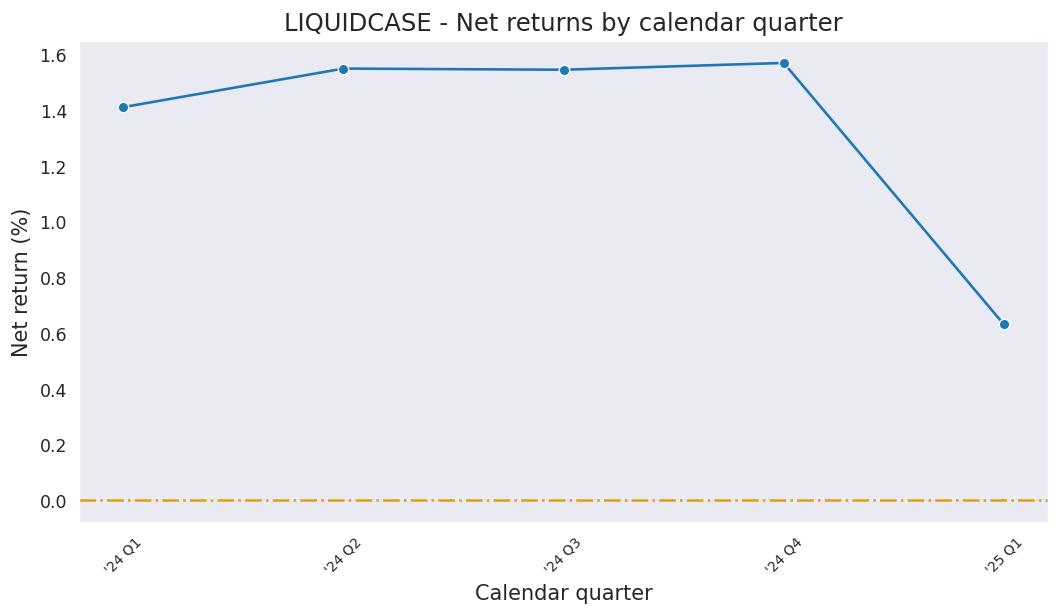 LIQUIDCASE - Net returns by calendar quarter
Net return (%)
1.6
1.4
1.2
1.0
0.8
0.6
0.4
0.2
0.0
'24 Q1
'24 Q2
'24 Q3
'24 Q4
'25 Q1
Calendar quarter